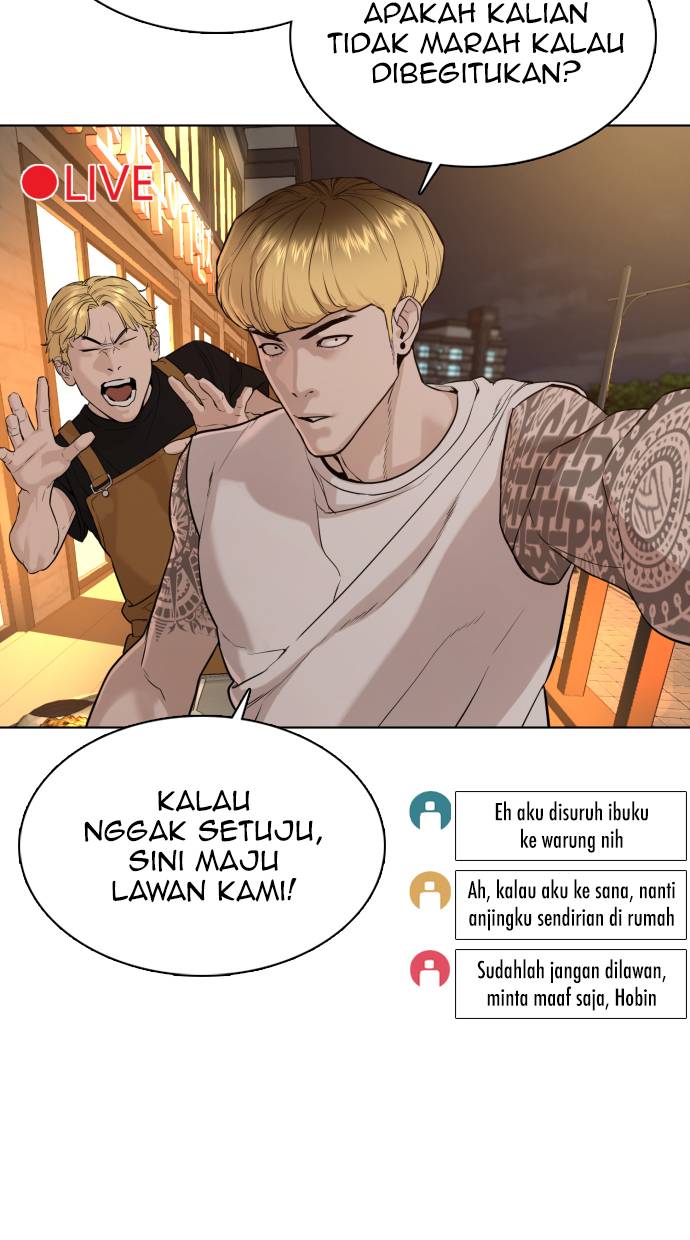 APAKAH KALIAN
TIDAK MARAH KALAU
DIBEGITUKAN?
LIVE
KALAU
NGGAK SETUJU,
SINI MAJU
LAWAN KAMI!
Eh aku disuruh ibuku
ke warung nih
Ah, kalau aku ke sana, nanti
anjingku sendirian di rumah
Sudahlah jangan dilawan,
minta maaf saja, Hobin